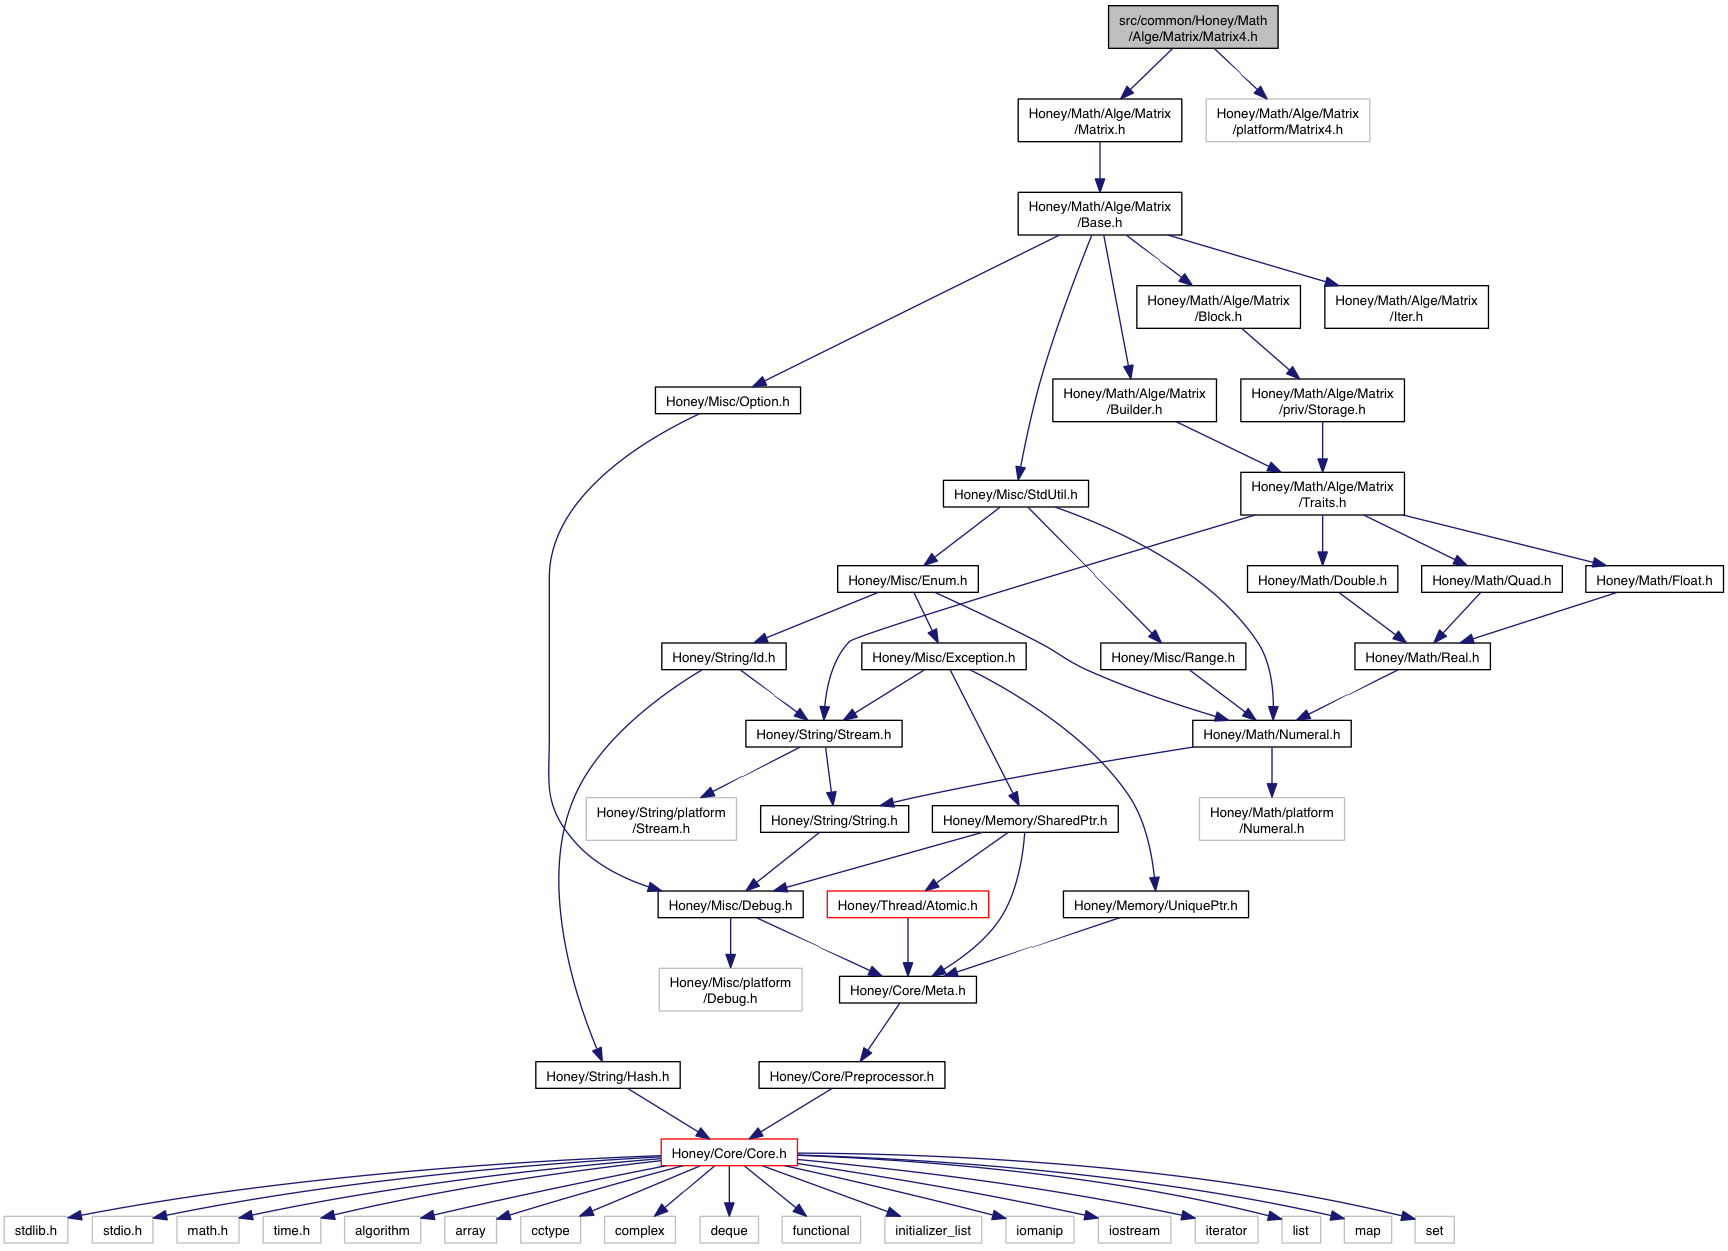 src/common/Honey/Math
/Alge/Matrix/Matrix4.h
Honey/Math/Alge/Matrix
/Matrix.h
Honey/Math/Alge/Matrix
/platform/Matrix4.h
Honey/Math/Alge/Matrix
/Base.h
Honey/Math/Alge/Matrix
/Block.h
Honey/Math/Alge/Matrix
/Iter.h
Honey/Misc/Option.h
Honey/Math/Alge/Matrix
/Builder.h
Honey/Math/Alge/Matrix
/priv/Storage.h
Honey/Misc/StdUtil.h
Honey/Math/Alge/Matrix
/Traits.h
Honey/Misc/Enum.h
Honey/Math/Double.h
Honey/Math/Quad.h
Honey/Math/Float.h
Honey/String/Id.h
Honey/Misc/Exception.h
Honey/Misc/Range.h
Honey/Math/Real.h
Honey/String/Stream.h
Honey/Math/Numeral.h
Honey/String/platform
/Stream.h
Honey/String/String.h
Honey/Memory/SharedPtr.h
Honey/Math/platform
/Numeral.h
Honey/Misc/Debug.h
Honey/Thread/Atomic.h
Honey/Memory/UniquePtr.h
Honey/Misc/platform
/Debug.h
Honey/Core/Meta.h
Honey/String/Hash.h
Honey/Core/Preprocessor.h
Honey/Core/Core.h
stdlib.h
stdio.h
math.h
time.h
algorithm
array
cctype
complex
deque
functional
initializer_list
iomanip
iostream
iterator
list
map
set